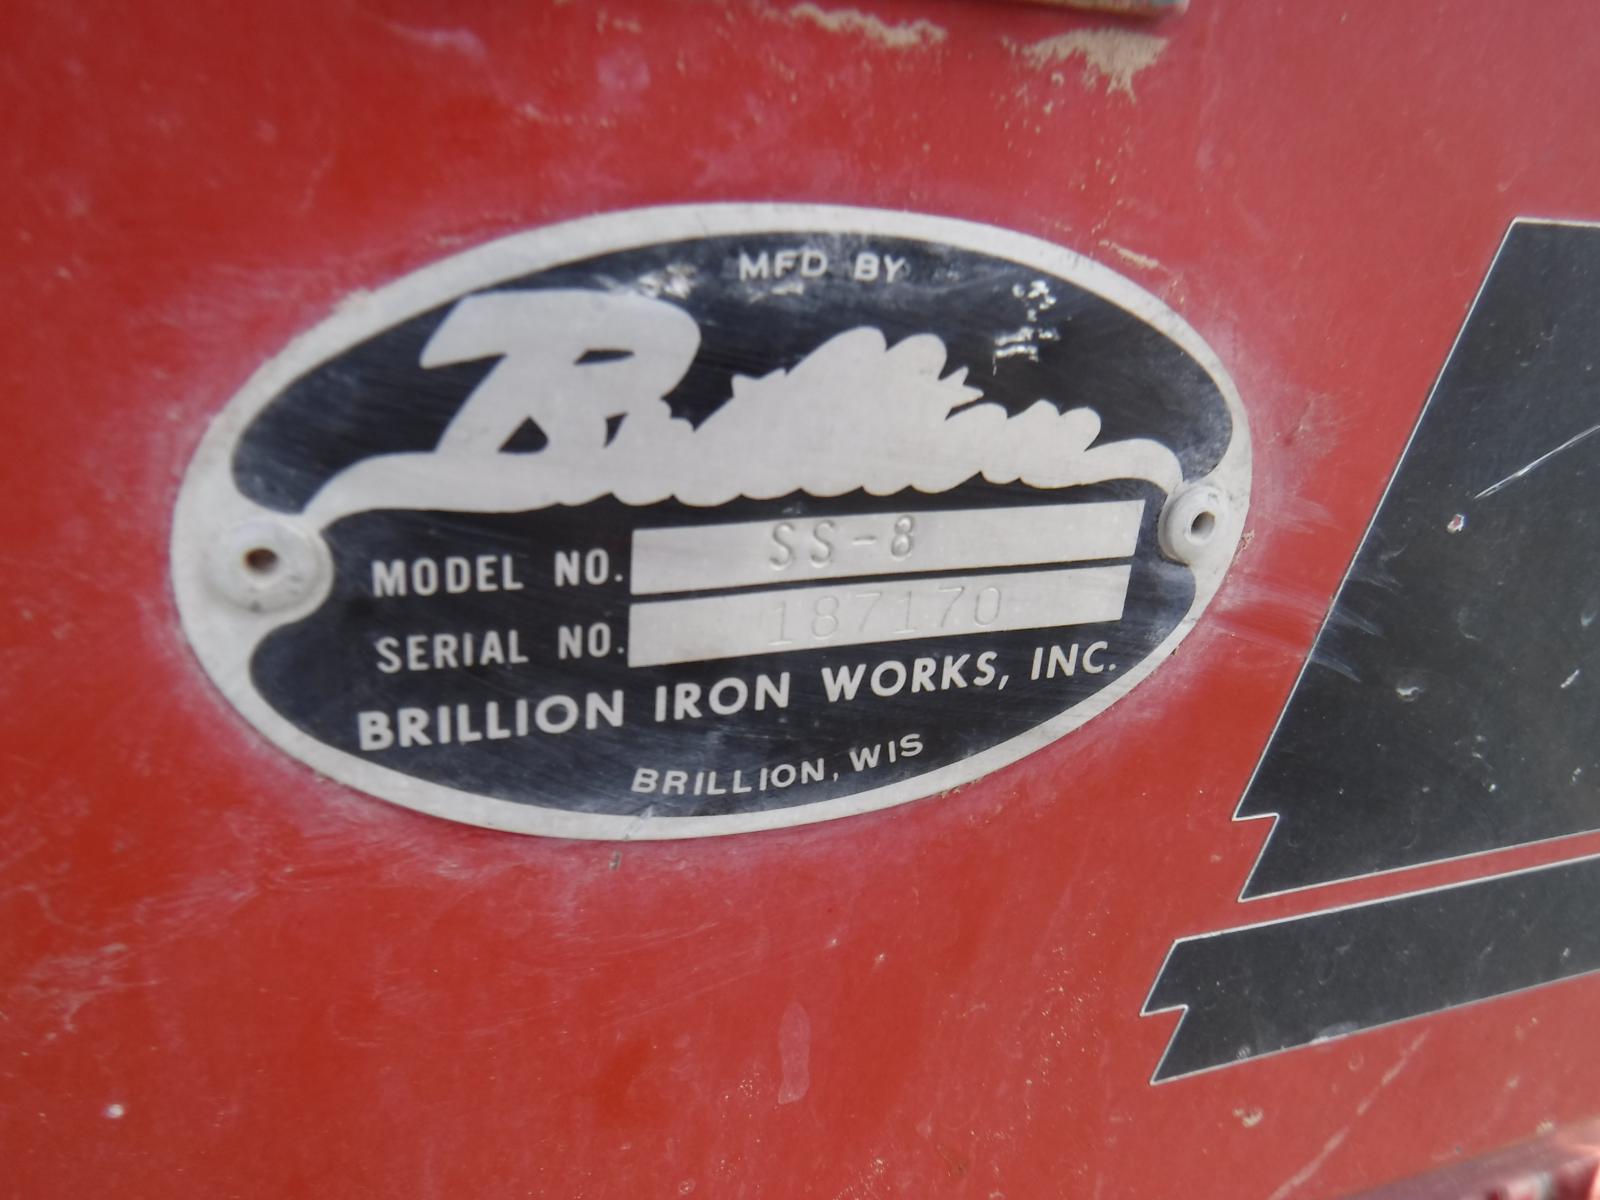 MFD BY
Brillion
MODEL NO. SS-8
SERIAL NO. 187170
BRILLION IRON WORKS, INC.
BRILLION, WIS